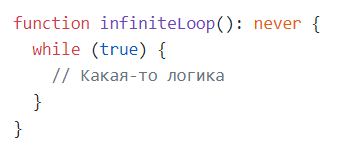 function infiniteLoop(): never {
  while (true) {
    // Какая-то логика
  }
}